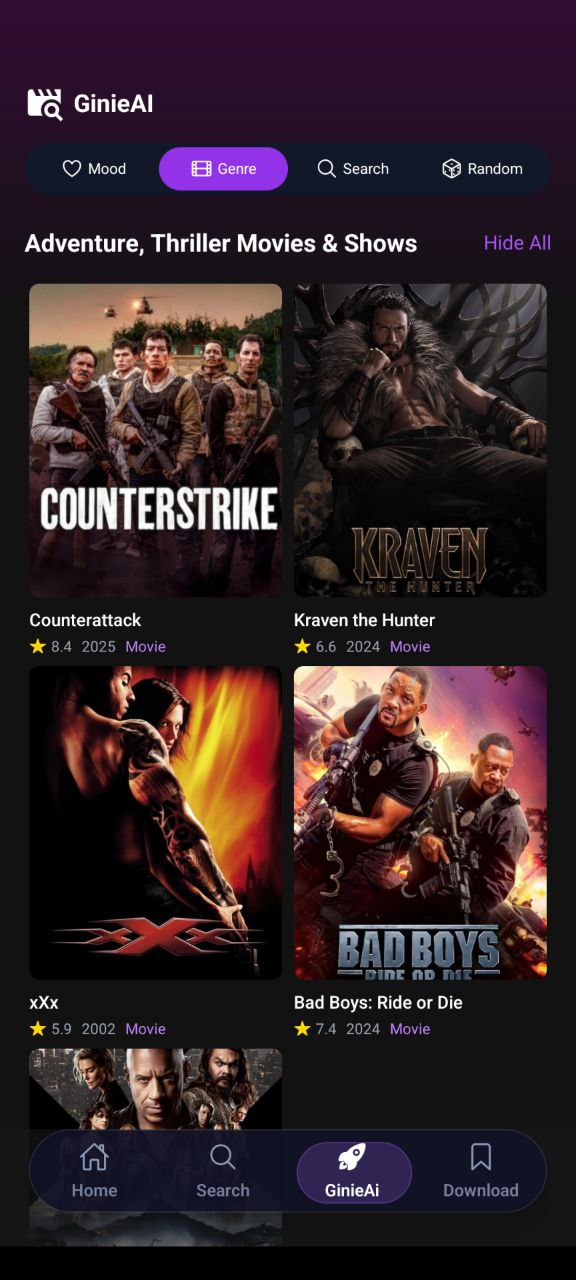 GinieAI
Mood
Genre
Search
Random
Adventure, Thriller Movies & Shows
Hide All
COUNTERSTRIKE
KRAVEN
THE HUNTER
Counterattack
Kraven the Hunter
8.4 2025 Movie
6.6 2024 Movie
xXx
BAD BOYS
RIDE OR DIE
xXx
Bad Boys: Ride or Die
5.9 2002 Movie
7.4 2024 Movie
Home
Search
GinieAi
Download